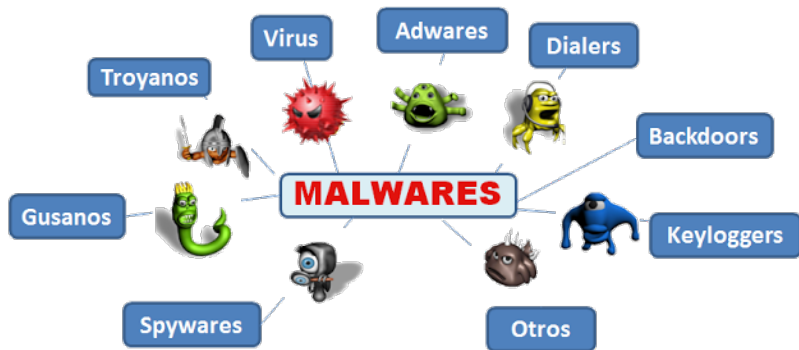 Virus
Adwares
Dialers
Troyanos
Backdoors
MALWARES
Gusanos
Keyloggers
Spywares
Otros